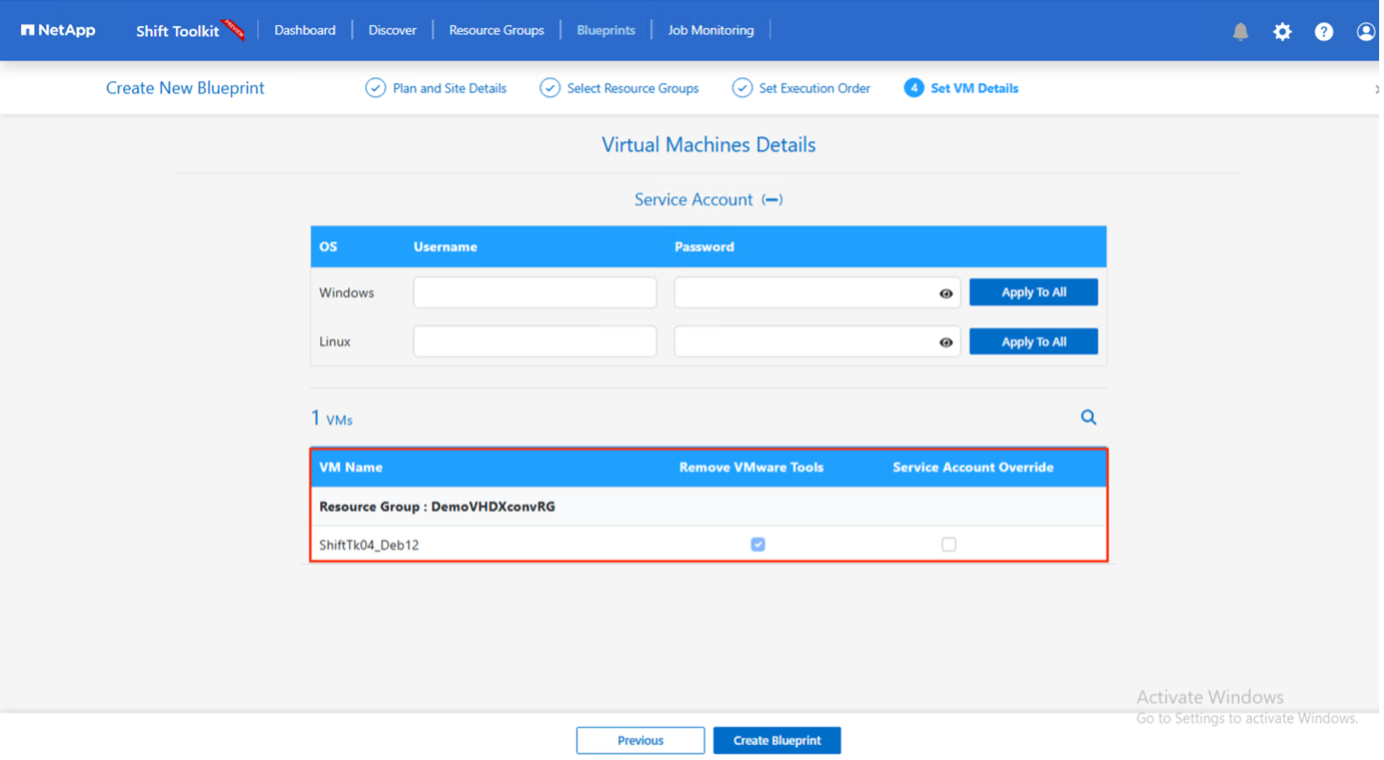 NetApp Shift Toolkit PREVIEW Dashboard Discover Resource Groups Blueprints Job Monitoring ?
Create New Blueprint Plan and Site Details Select Resource Groups Set Execution Order 4 Set VM Details
Virtual Machines Details
Service Account (−)
OS Username Password
Windows Apply To All
Linux Apply To All
1 VMs
VM Name Remove VMware Tools Service Account Override
Resource Group : DemoVHDXconvRG
ShiftTk04_Deb12
Activate Windows
Go to Settings to activate Windows.
Previous Create Blueprint